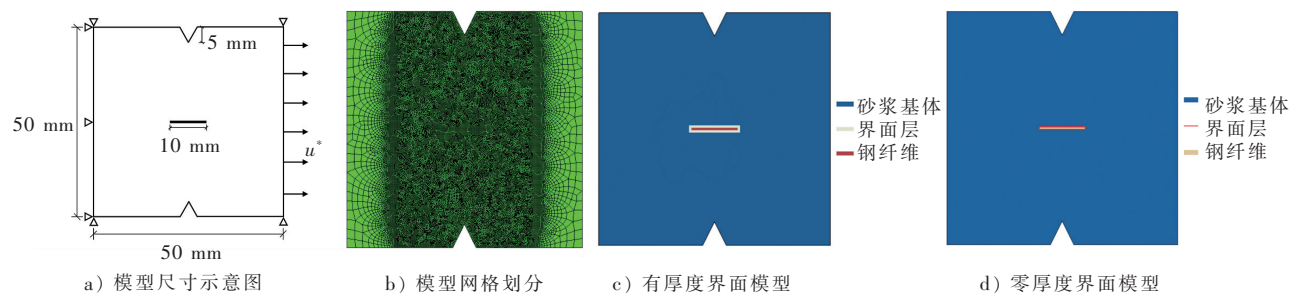 5 mm
50 mm
10 mm
u*
50 mm
a) 模型尺寸示意图
b) 模型网格划分
砂浆基体
界面层
钢纤维
c) 有厚度界面模型
砂浆基体
界面层
钢纤维
d) 零厚度界面模型